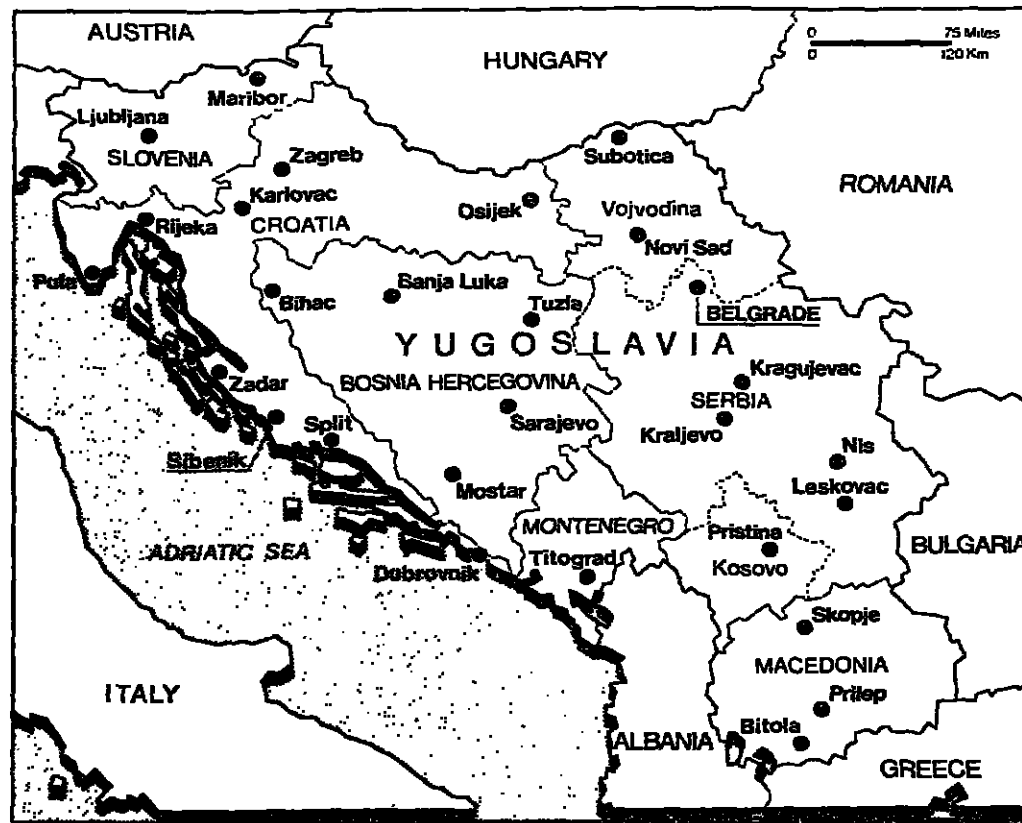 AUSTRIA
0 75 Miles
0 120 Km
HUNGARY
Maribor
Ljubljana
SLOVENIA
Zagreb
Subotica
Karlovac
ROMANIA
Osijek
Vojvodina
Rijeka
CROATIA
Novi Sad
Pula
Banja Luka
Bihac
Tuzla
BELGRADE
YUGOSLAVIA
Zadar
BOSNIA HERCEGOVINA
Kragujevac
SERBIA
Split
Sarajevo
Kraljevo
Nis
Sibenik
Mostar
Leskovac
MONTENEGRO
Pristina
ADRIATIC SEA
BULGARIA
Dubrovnik
Titograd
Kosovo
Skopje
MACEDONIA
ITALY
Prilep
Bitola
ALBANIA
GREECE